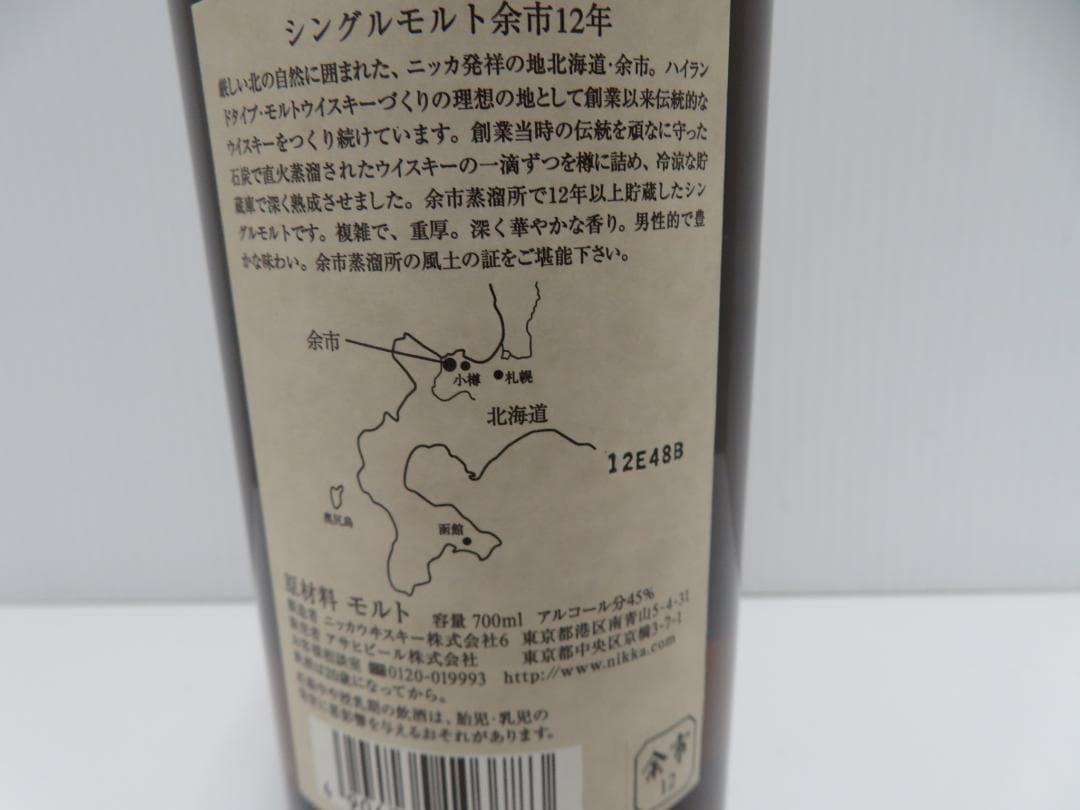 シングルモルト余市12年
厳しい北の自然に囲まれた、ニッカ発祥の地北海道・余市。ハイラン
ドタイプ・モルトウイスキーづくりの理想の地として創業以来伝統的な
ウイスキーをつくり続けています。創業当時の伝統を頑なに守った
石炭で直火蒸溜されたウイスキーの一滴ずつを樽に詰め、冷涼な貯
蔵庫で深く熟成させました。余市蒸溜所で12年以上貯蔵したシン
グルモルトです。複雑で、重厚。深く華やかな香り。男性的で豊
かな味わい。余市蒸溜所の風土の証をご堪能下さい。
余市
小樽
札幌
北海道
12E48B
奥尻島
函館
原材料 モルト 容量 700ml アルコール分45%
製造者 ニッカウヰスキー株式会社6 東京都港区南青山5-4-31
販売者 アサヒビール株式会社 東京都中央区京橋3-7-1
お客様相談室 0120-019993 http://www.nikka.com
飲酒は20歳になってから。
妊娠中や授乳期の飲酒は、胎児・乳児の
発育に悪影響を与えるおそれがあります。
余市
12